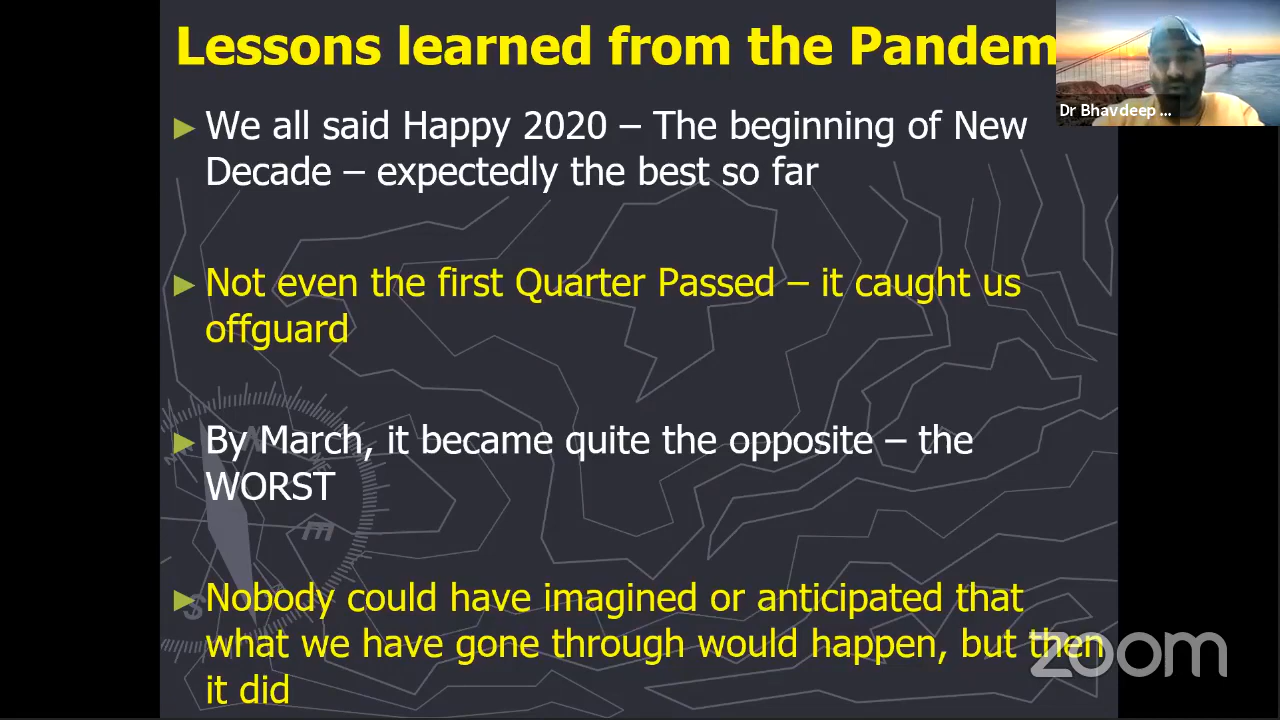 Lessons learned from the Pandem
Dr Bhavdeep ...
► We all said Happy 2020 – The beginning of New
Decade – expectedly the best so far
► Not even the first Quarter Passed – it caught us
offguard
► By March, it became quite the opposite – the
WORST
► Nobody could have imagined or anticipated that
what we have gone through would happen, but then
it did
zoom